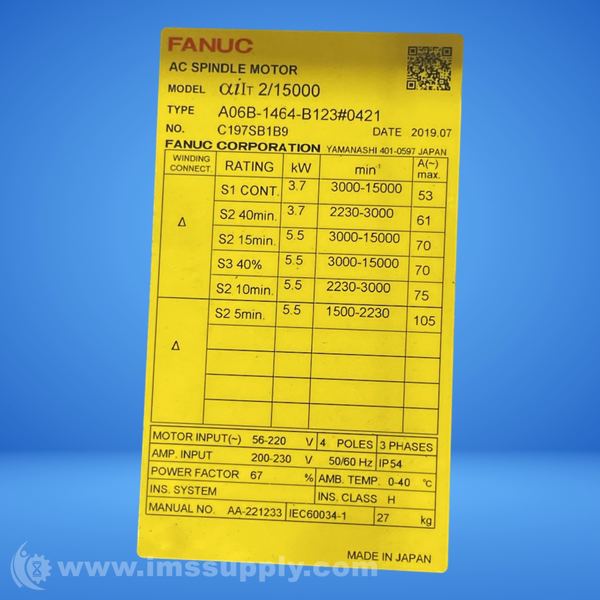 FANUC
AC SPINDLE MOTOR
MODEL αiIT 2/15000
TYPE A06B-1464-B123#0421
NO. C197SB1B9 DATE 2019.07
FANUC CORPORATION YAMANASHI 401-0597 JAPAN
WINDING CONNECT. RATING kW min⁻¹ A(~) max.
Δ
S1 CONT. 3.7 3000-15000 53
S2 40min. 3.7 2230-3000 61
S2 15min. 5.5 3000-15000 70
S3 40% 5.5 3000-15000 70
S2 10min. 5.5 2230-3000 75
S2 5min. 5.5 1500-2230 105
Δ
MOTOR INPUT(~) 56-220 V 4 POLES 3 PHASES
AMP. INPUT 200-230 V 50/60 Hz IP54
POWER FACTOR 67 % AMB. TEMP. 0-40 °C
INS. SYSTEM INS. CLASS H
MANUAL NO. AA-221233 IEC60034-1 27 kg
MADE IN JAPAN
www.imssupply.com